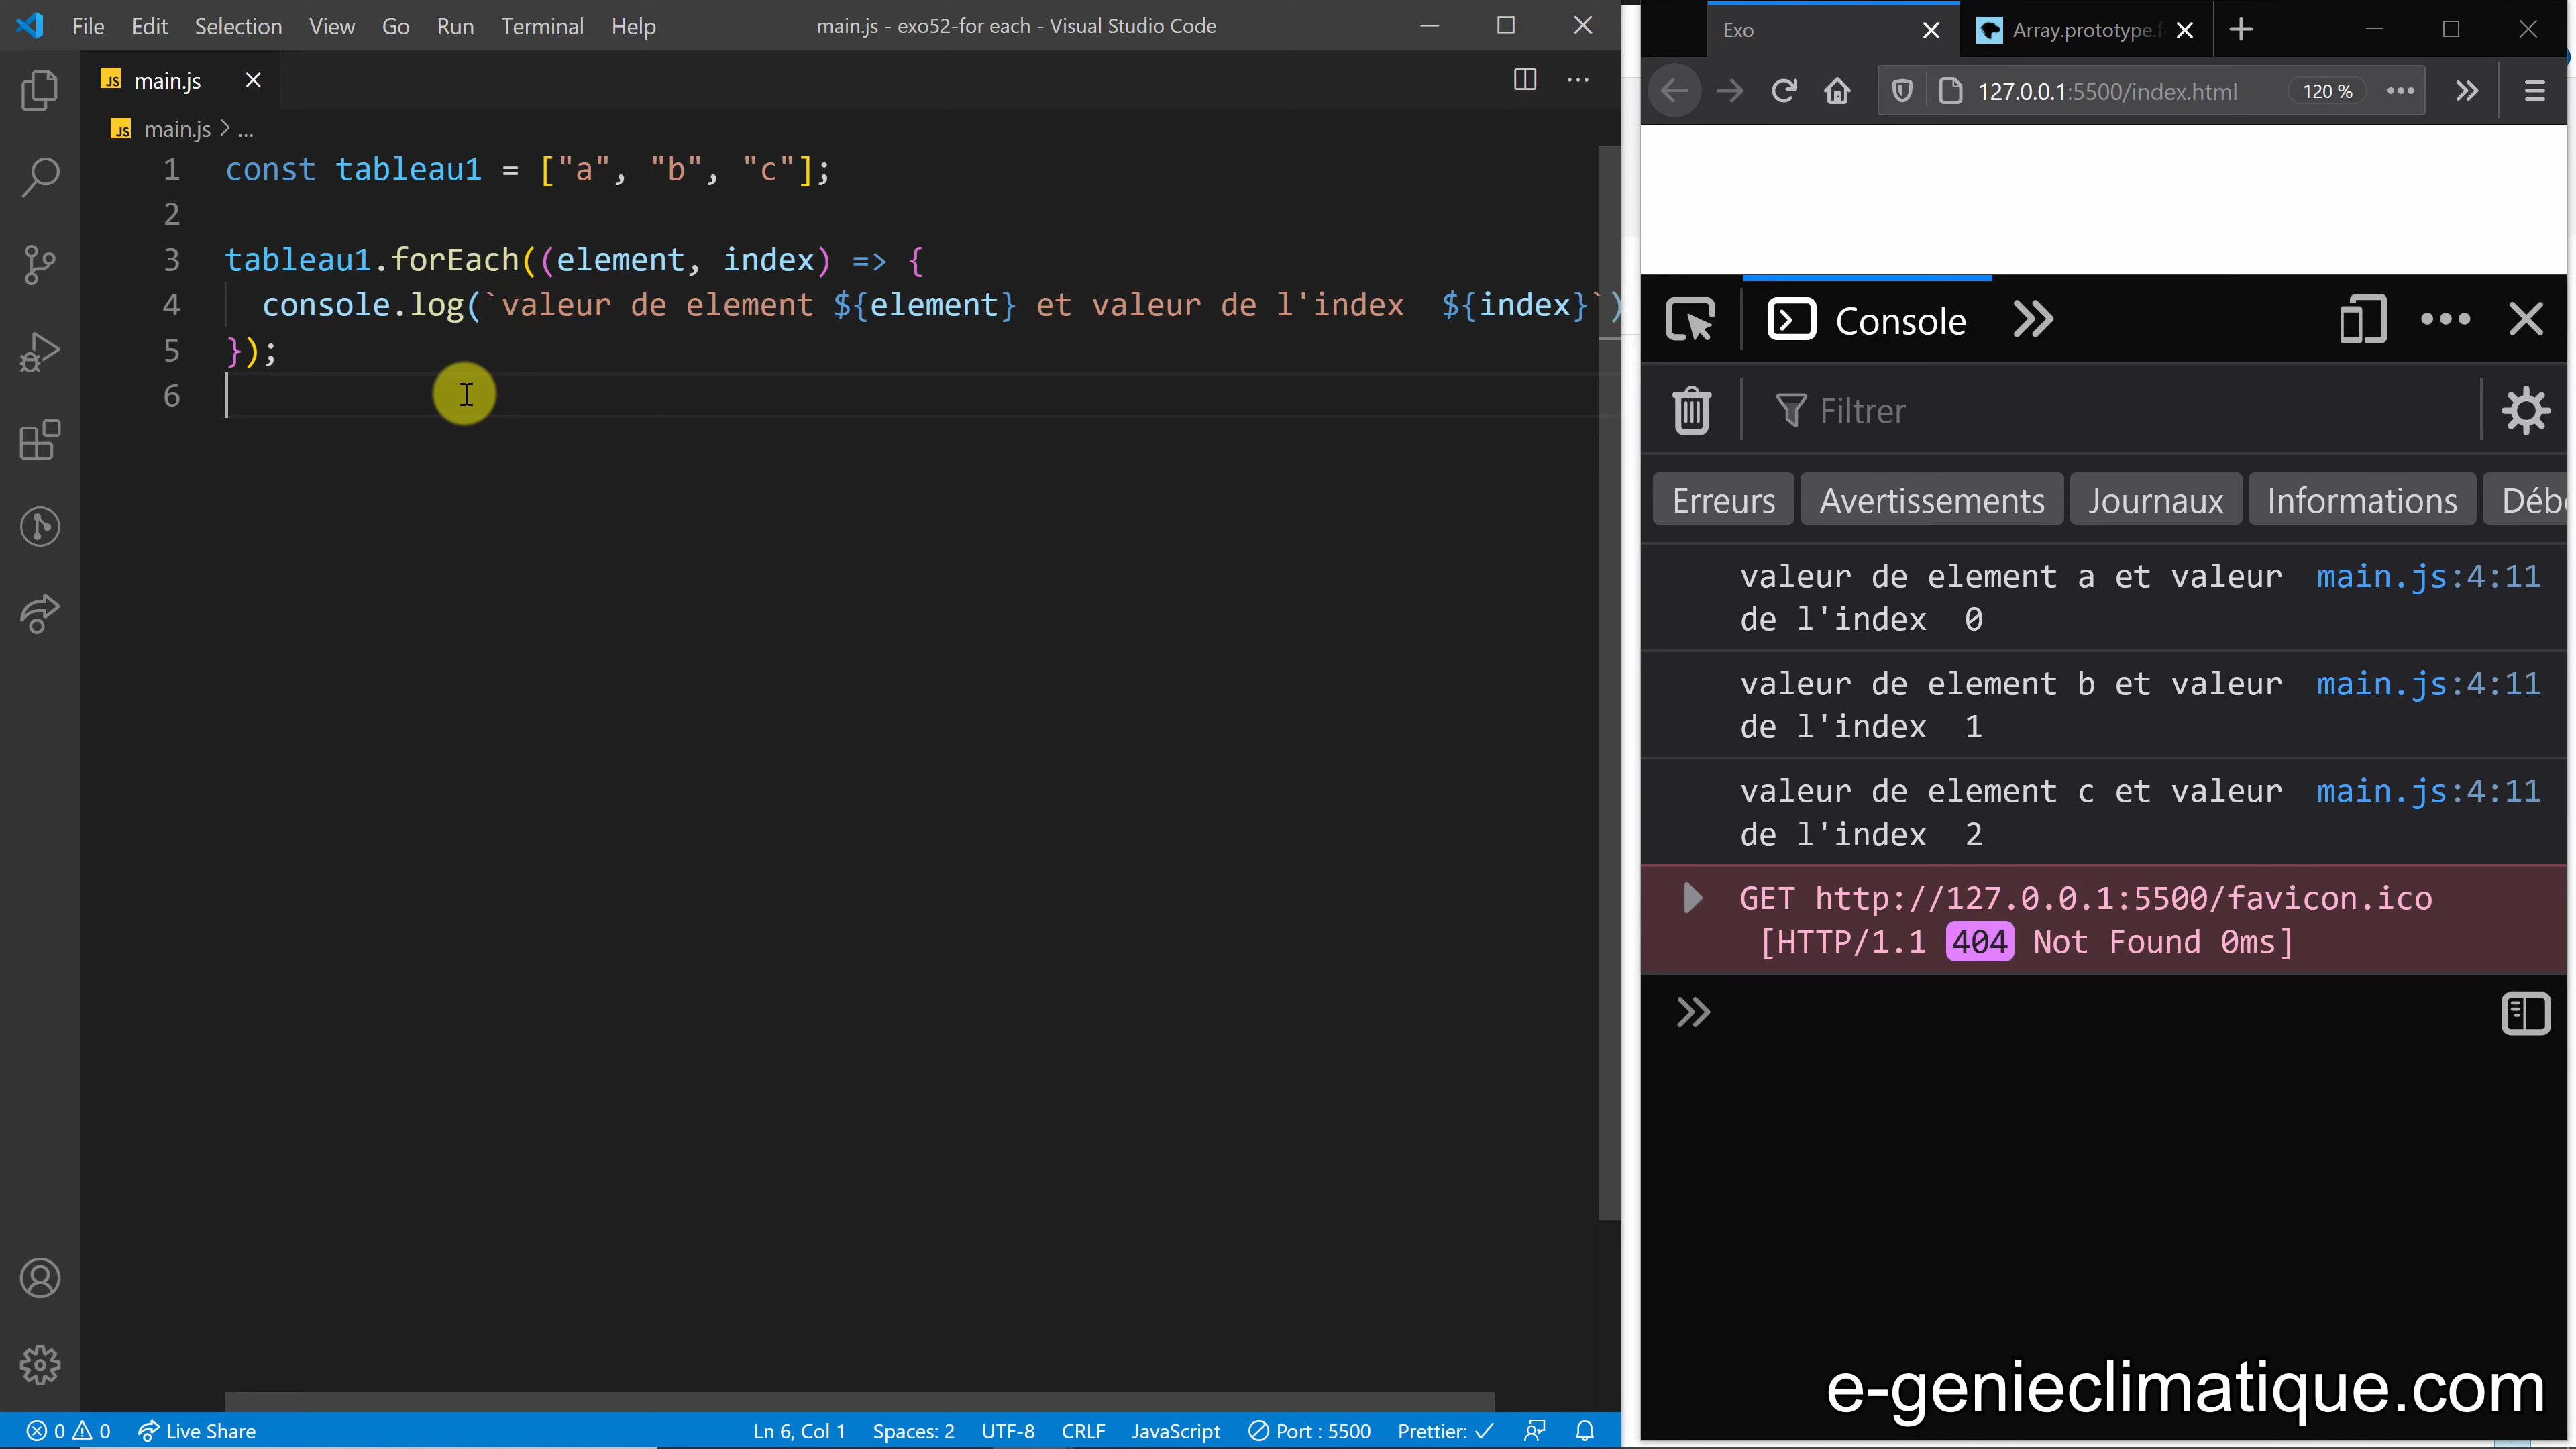 File Edit Selection View Go Run Terminal Help main.js - exo52-for each - Visual Studio Code
JS main.js
JS main.js > ...
1 const tableau1 = ["a", "b", "c"];
2
3 tableau1.forEach((element, index) => {
4 console.log(`valeur de element ${element} et valeur de l'index  ${index}`)
5 });
6
0 0 Live Share Ln 6, Col 1 Spaces: 2 UTF-8 CRLF JavaScript Port : 5500 Prettier: ✓
Exo Array.prototype.f
127.0.0.1:5500/index.html 120 %
Console
Filtrer
Erreurs Avertissements Journaux Informations
valeur de element a et valeur main.js:4:11
de l'index  0
valeur de element b et valeur main.js:4:11
de l'index  1
valeur de element c et valeur main.js:4:11
de l'index  2
GET http://127.0.0.1:5500/favicon.ico
[HTTP/1.1 404 Not Found 0ms]
e-genieclimatique.com